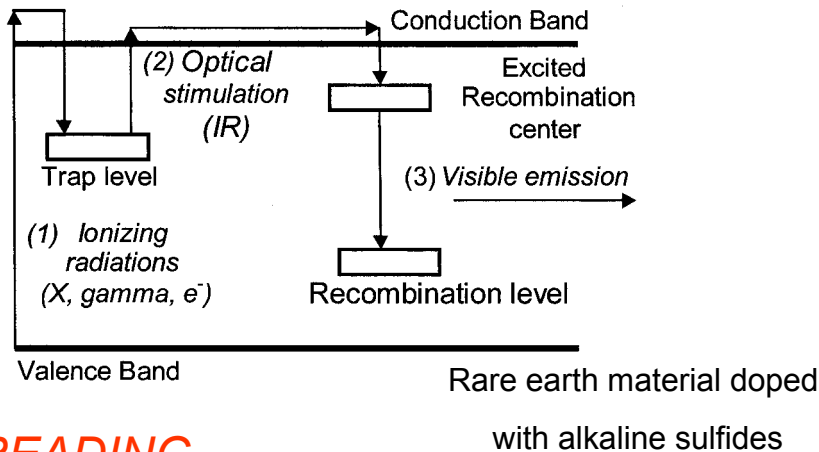 Conduction Band
(2) Optical
stimulation
(IR)
Excited
Recombination
center
Trap level
(3) Visible emission
(1) Ionizing
radiations
(X, gamma, e-)
Recombination level
Valence Band
Rare earth material doped
with alkaline sulfides